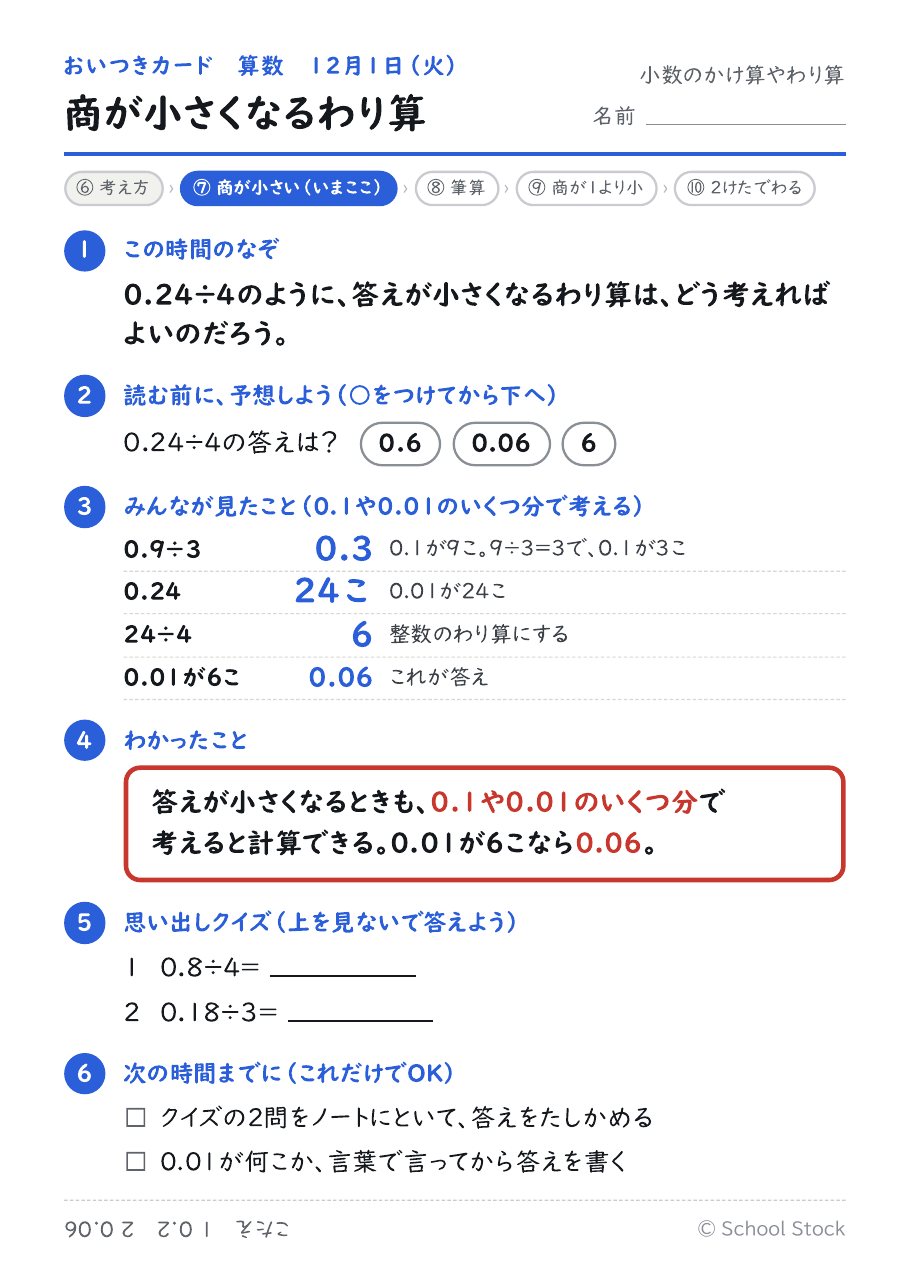 おいつきカード　算数　12月1日（火）
商が小さくなるわり算
小数のかけ算やわり算
名前
⑥ 考え方 › ⑦ 商が小さい（いまここ） › ⑧ 筆算 › ⑨ 商が1より小 › ⑩ 2けたでわる
1 この時間のなぞ
0.24÷4のように、答えが小さくなるわり算は、どう考えれば
よいのだろう。
2 読む前に、予想しよう（○をつけてから下へ）
0.24÷4の答えは？ 0.6 0.06 6
3 みんなが見たこと（0.1や0.01のいくつ分で考える）
0.9÷3 0.3 0.1が9こ。9÷3＝3で、0.1が3こ
0.24 24こ 0.01が24こ
24÷4 6 整数のわり算にする
0.01が6こ 0.06 これが答え
4 わかったこと
答えが小さくなるときも、0.1や0.01のいくつ分で
考えると計算できる。0.01が6こなら0.06。
5 思い出しクイズ（上を見ないで答えよう）
1 0.8÷4＝
2 0.18÷3＝
6 次の時間までに（これだけでOK）
□ クイズの2問をノートにといて、答えをたしかめる
□ 0.01が何こか、言葉で言ってから答えを書く
こたえ　1 0.2　2 0.06
© School Stock